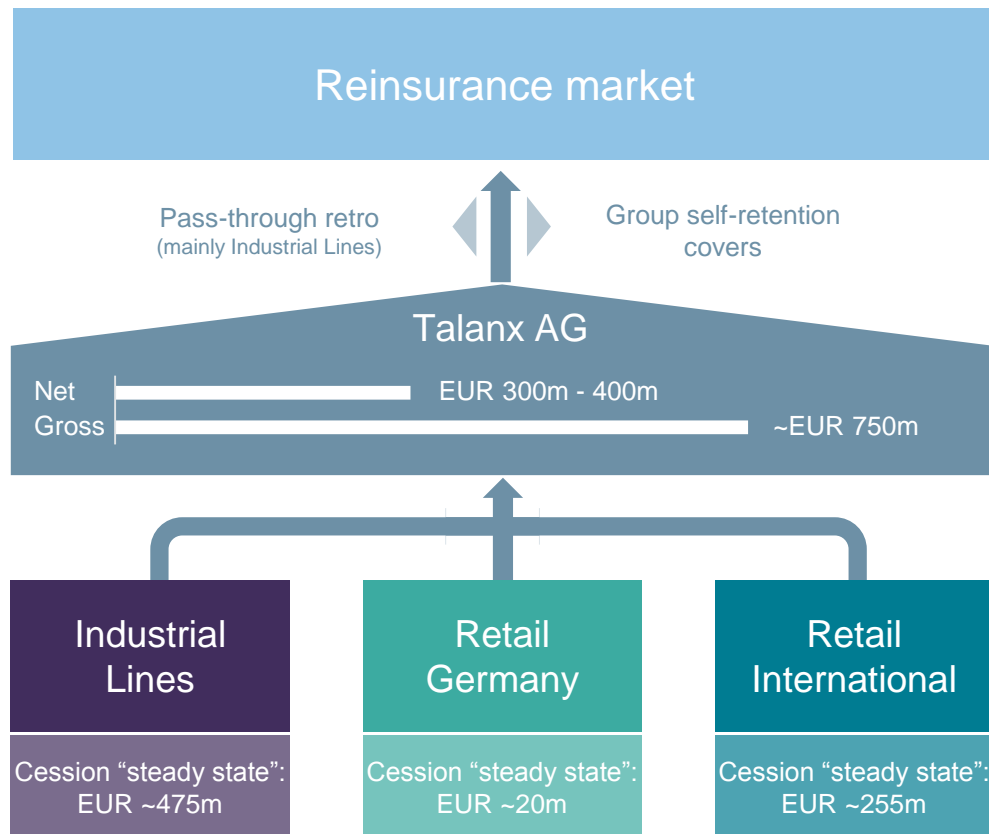 Reinsurance market
Pass-through retro
(mainly Industrial Lines)
Group self-retention
covers
Talanx AG
Net EUR 300m - 400m
Gross ~EUR 750m
Industrial
Lines
Retail
Germany
Retail
International
Cession “steady state”:
EUR ~475m
Cession “steady state”:
EUR ~20m
Cession “steady state”:
EUR ~255m